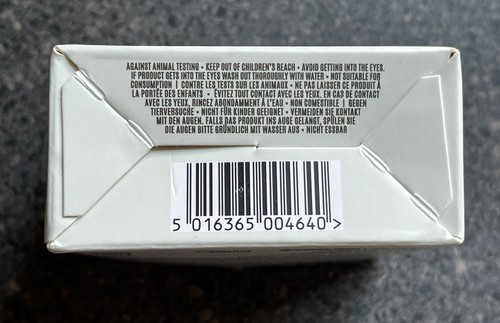 AGAINST ANIMAL TESTING • KEEP OUT OF CHILDREN'S REACH • AVOID GETTING INTO THE EYES.
IF PRODUCT GETS INTO THE EYES WASH OUT THOROUGHLY WITH WATER • NOT SUITABLE FOR
CONSUMPTION | CONTRE LES TESTS SUR LES ANIMAUX • NE PAS LAISSER CE PRODUIT À
LA PORTÉE DES ENFANTS • ÉVITEZ TOUT CONTACT AVEC LES YEUX. EN CAS DE CONTACT
AVEC LES YEUX, RINCEZ ABONDAMMENT À L'EAU • NON COMESTIBLE | GEGEN
TIERVERSUCHE • NICHT FÜR KINDER GEEIGNET • VERMEIDEN SIE KONTAKT
MIT DEN AUGEN. FALLS DAS PRODUKT INS AUGE GELANGT, SPÜLEN SIE
DIE AUGEN BITTE GRÜNDLICH MIT WASSER AUS • NICHT ESSBAR
5 016365 004640 >